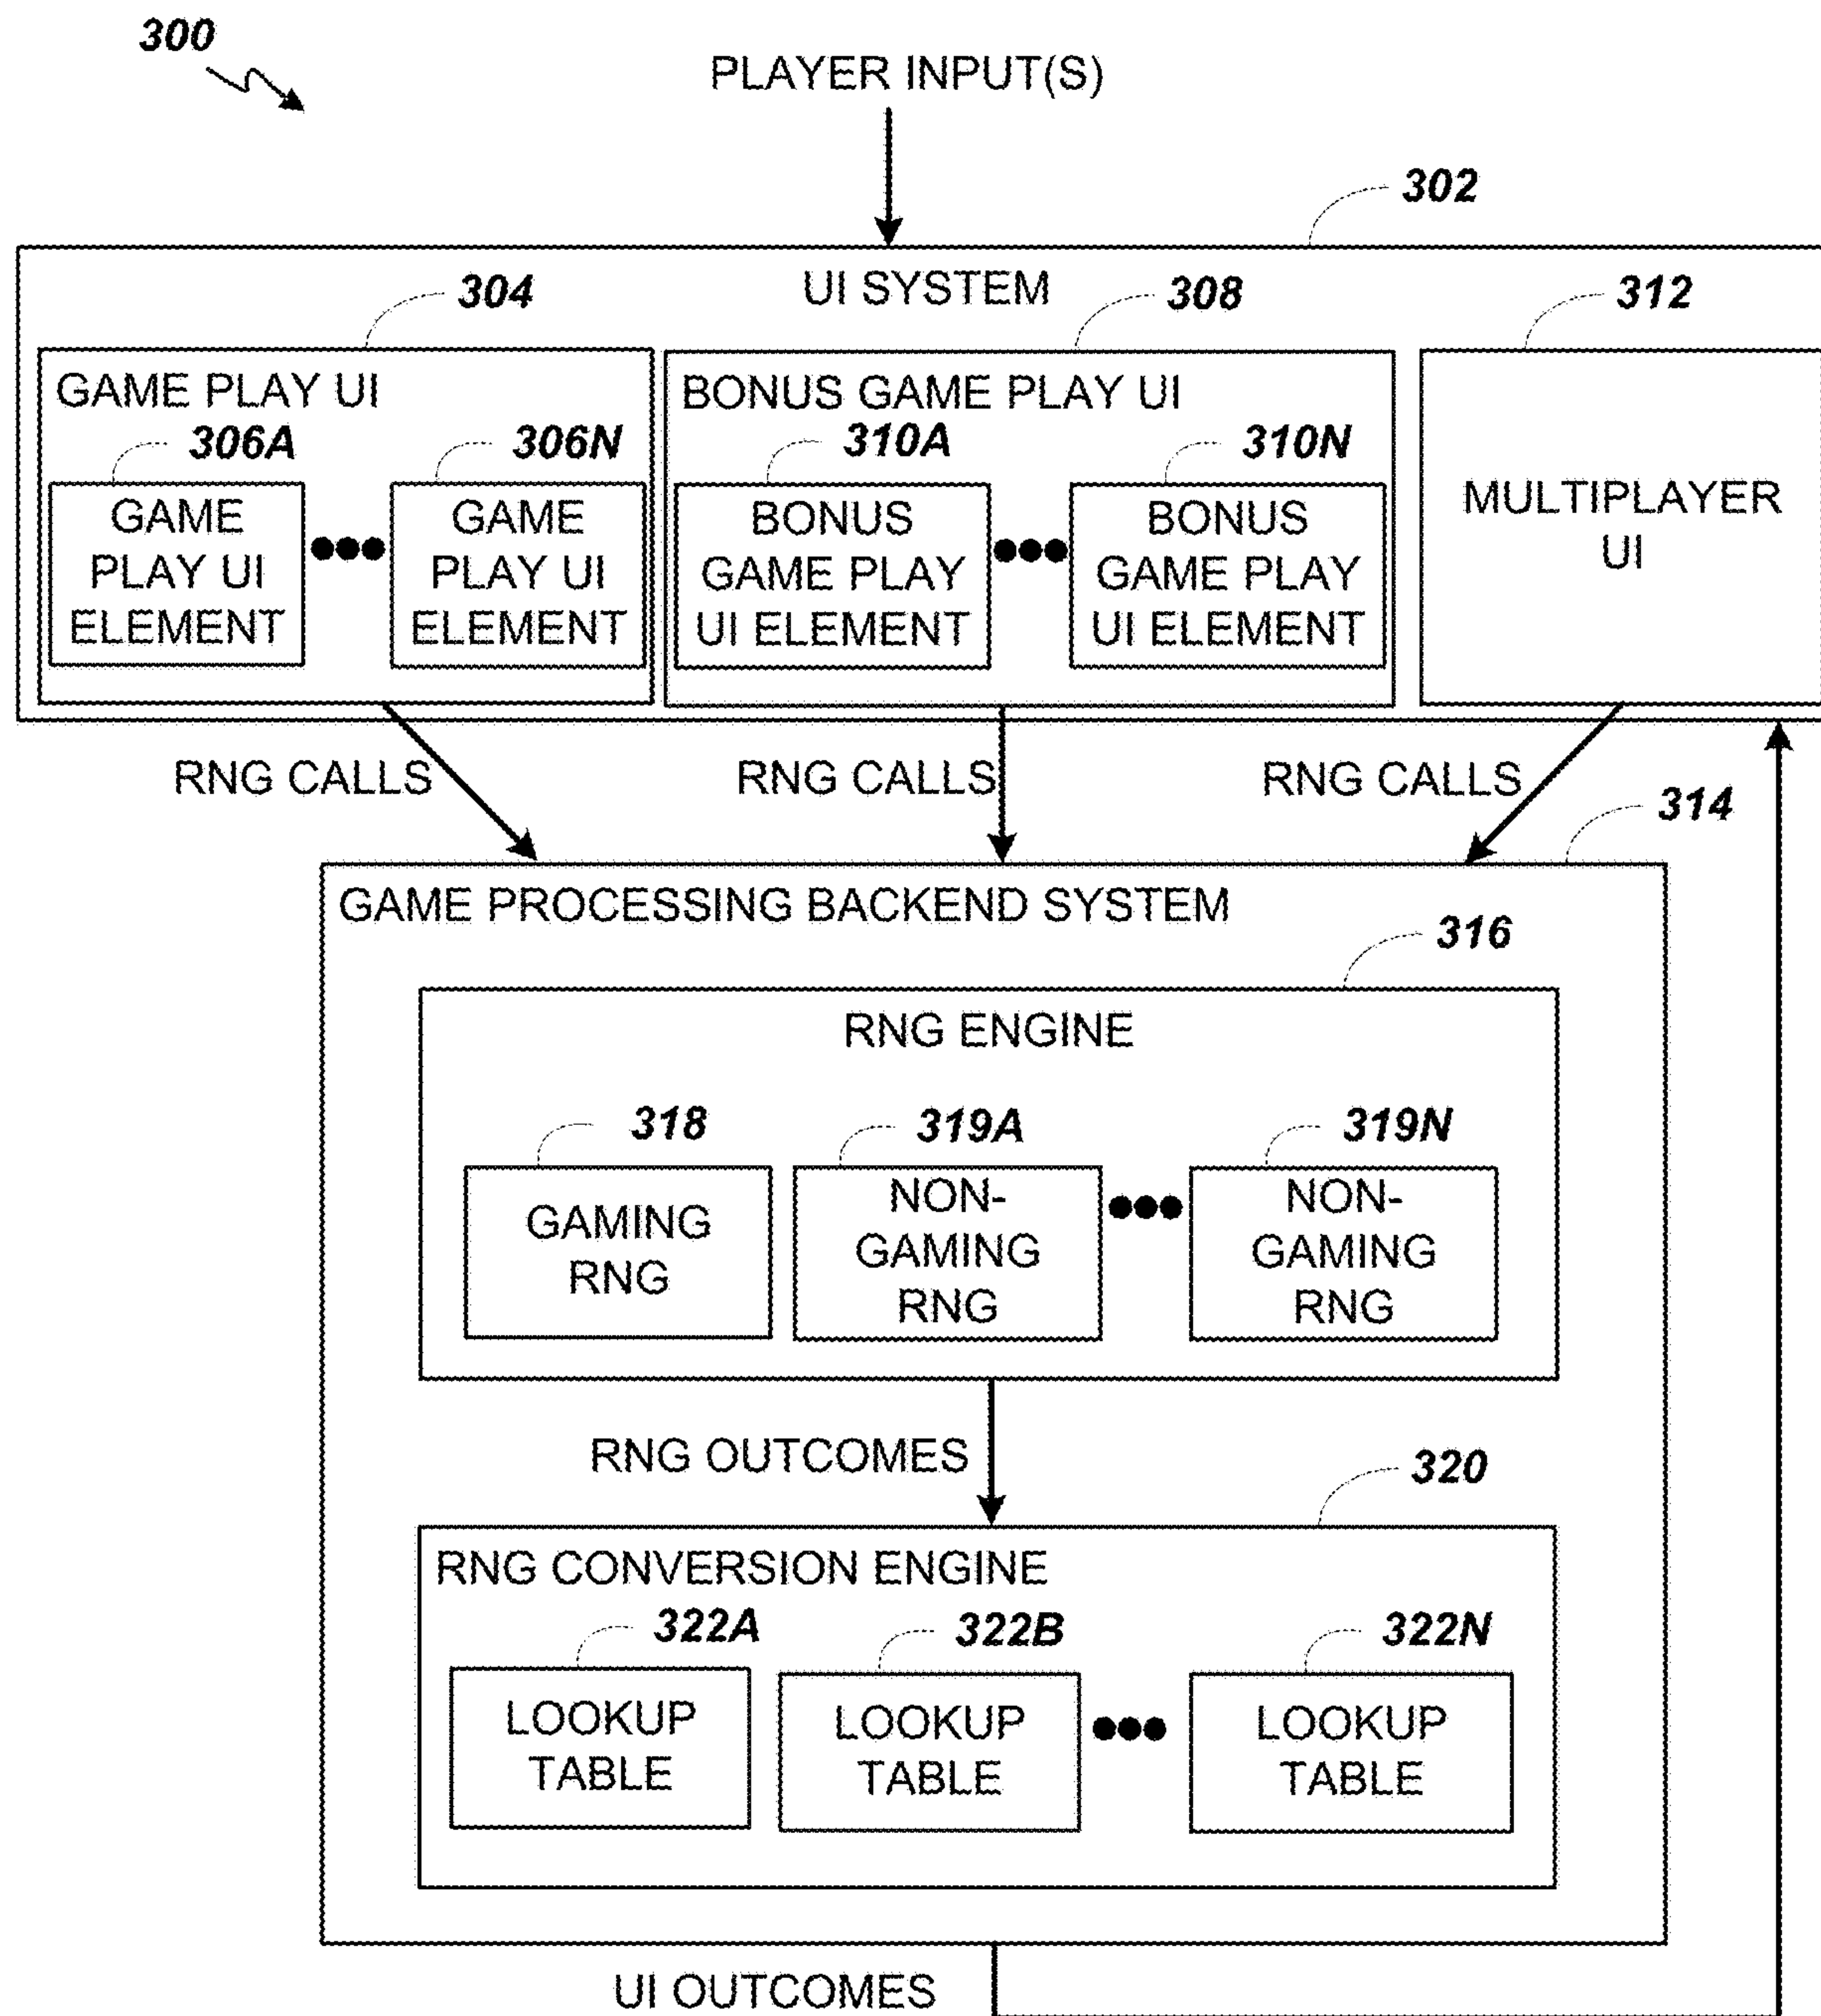 300
PLAYER INPUT(S)
302
UI SYSTEM
304
308
312
GAME PLAY UI
306A
306N
GAME
PLAY UI
ELEMENT
GAME
PLAY UI
ELEMENT
BONUS GAME PLAY UI
310A
310N
BONUS
GAME PLAY
UI ELEMENT
BONUS
GAME PLAY
UI ELEMENT
MULTIPLAYER
UI
RNG CALLS
RNG CALLS
RNG CALLS
314
GAME PROCESSING BACKEND SYSTEM
316
RNG ENGINE
318
319A
319N
GAMING
RNG
NON-
GAMING
RNG
NON-
GAMING
RNG
RNG OUTCOMES
320
RNG CONVERSION ENGINE
322A
322B
322N
LOOKUP
TABLE
LOOKUP
TABLE
LOOKUP
TABLE
UI OUTCOMES